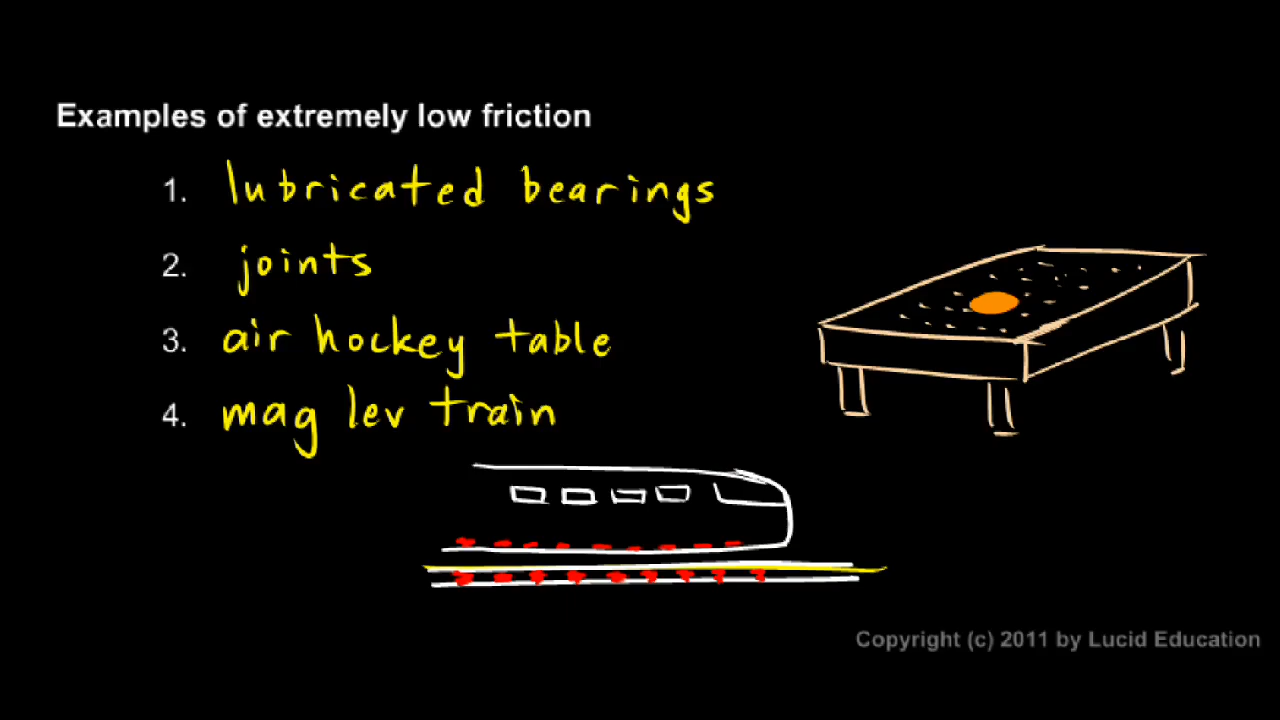 Examples of extremely low friction
1. lubricated bearings
2. joints
3. air hockey table
4. mag lev train
Copyright (c) 2011 by Lucid Education